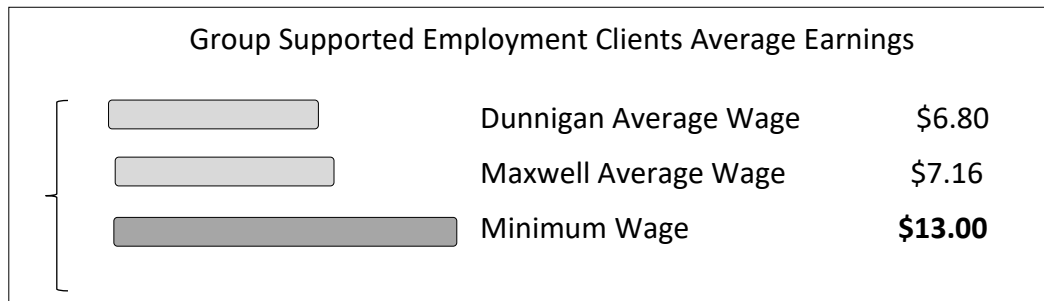 Group Supported Employment Clients Average Earnings
Dunnigan Average Wage $6.80
Maxwell Average Wage $7.16
Minimum Wage $13.00